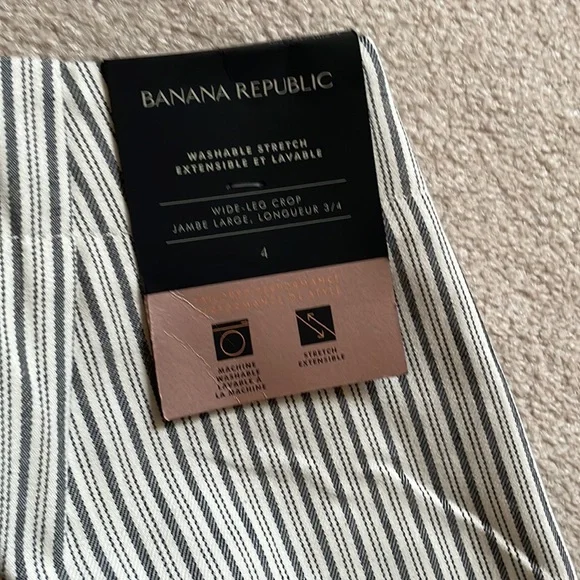 BANANA REPUBLIC
WASHABLE STRETCH
EXTENSIBLE ET LAVABLE
WIDE-LEG CROP
JAMBE LARGE, LONGUEUR 3/4
4
MACHINE
WASHABLE
LAVABLE À
LA MACHINE
STRETCH
EXTENSIBLE